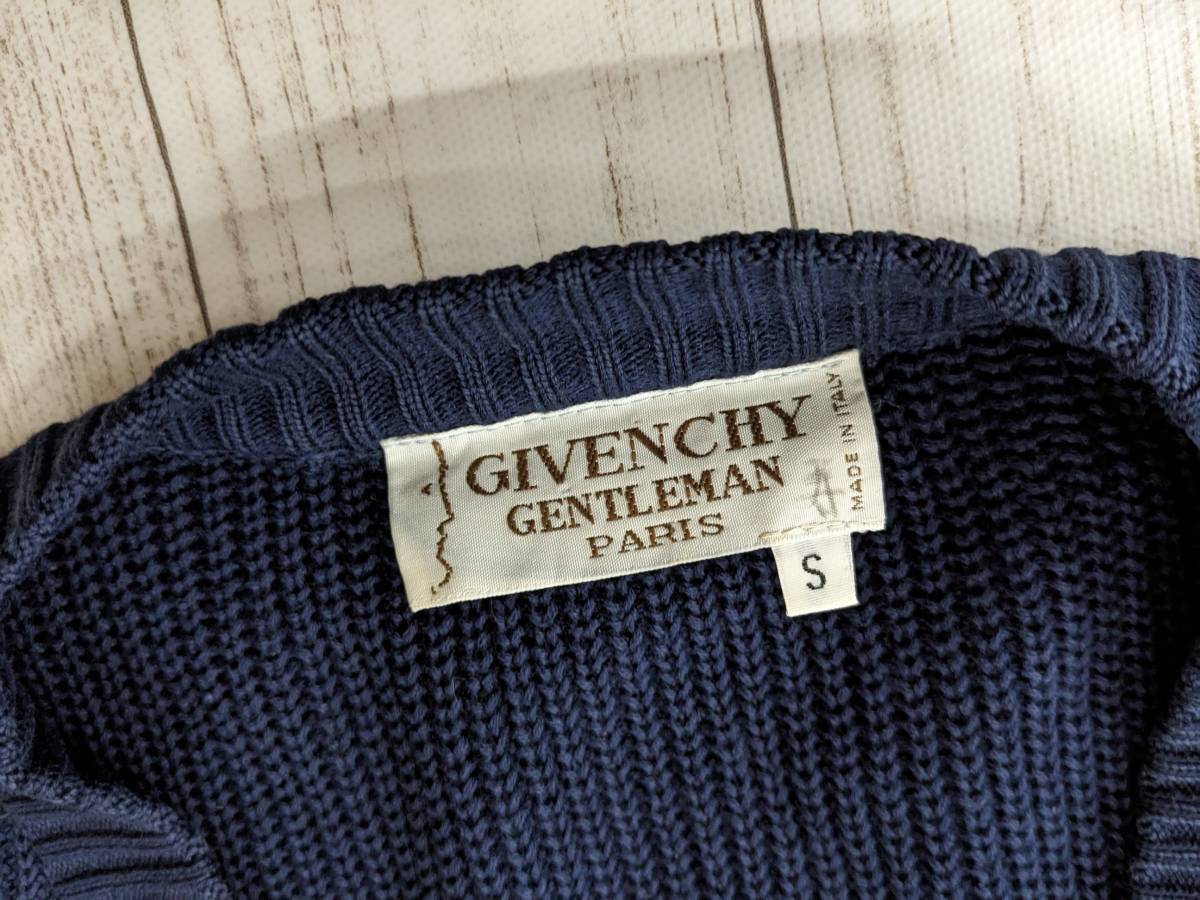 GIVENCHY
GENTLEMAN
PARIS
MADE IN ITALY
S